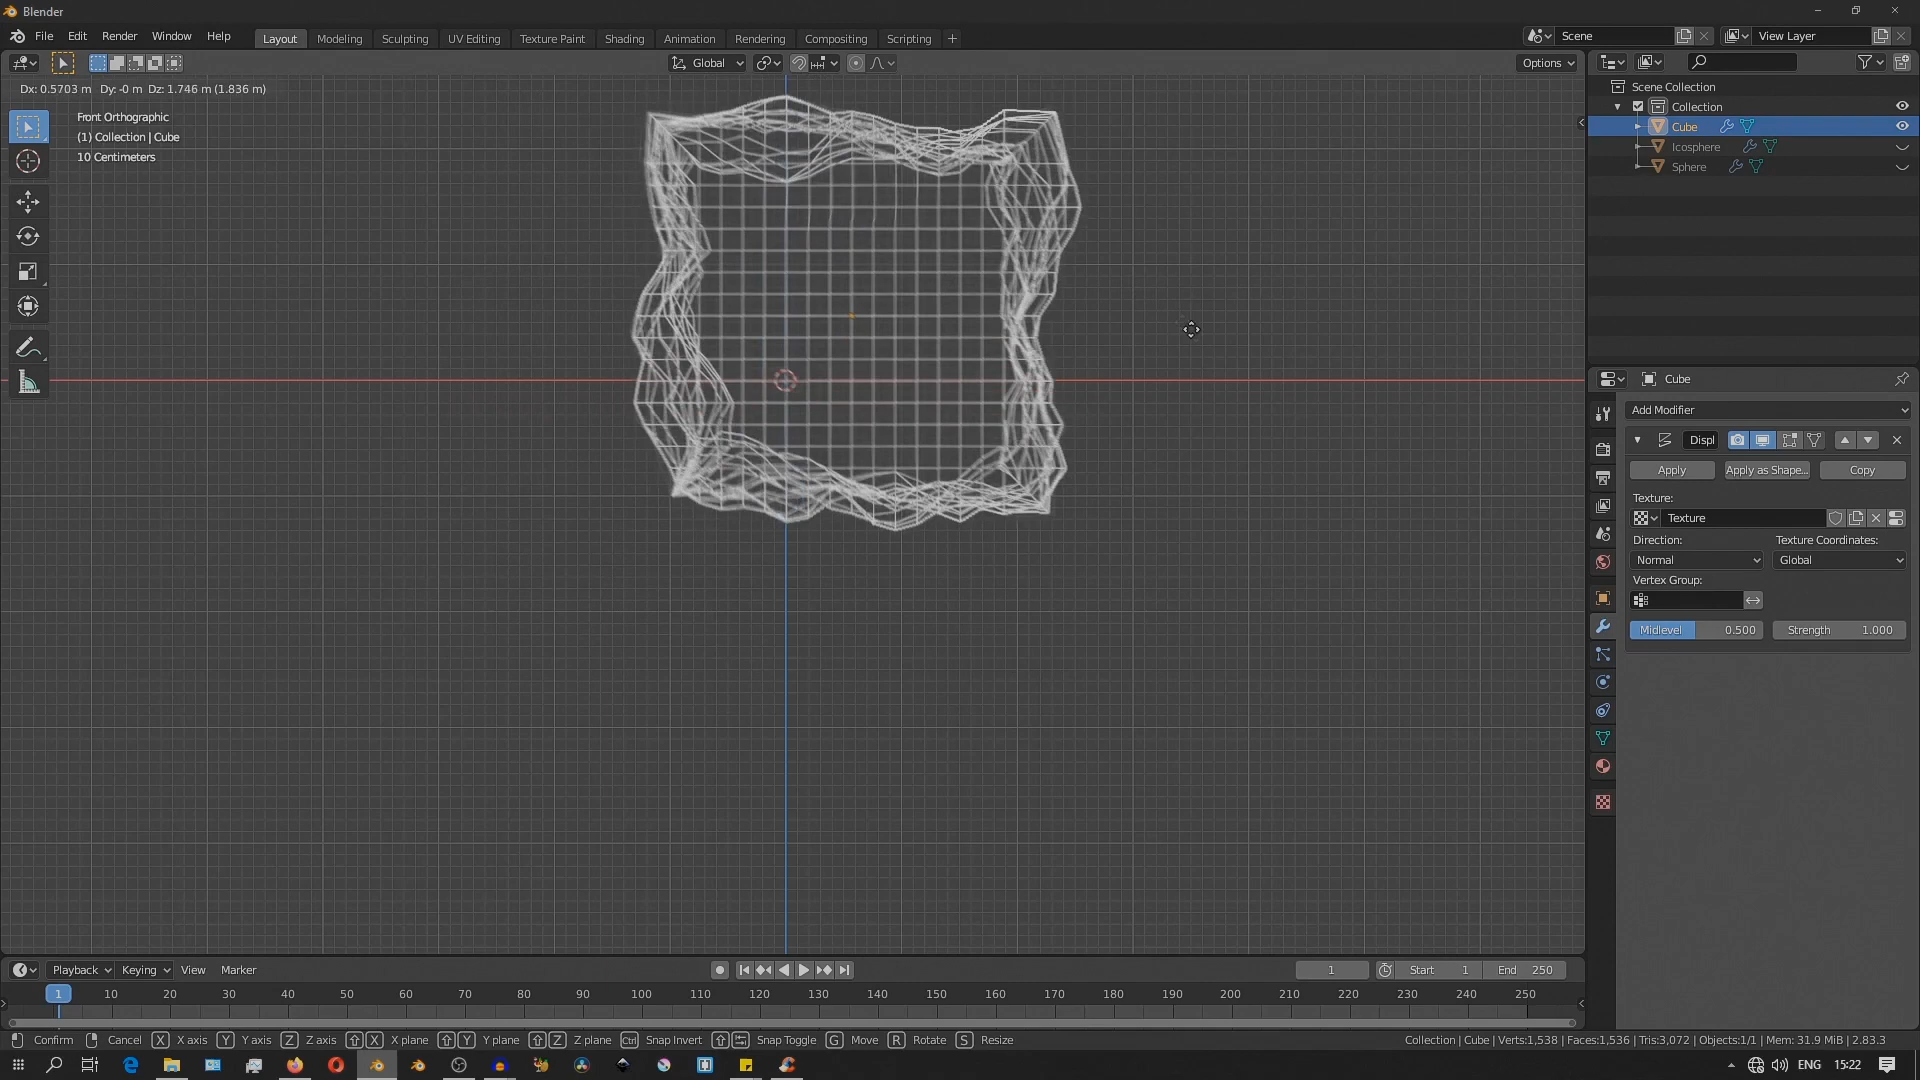 Blender
File Edit Render Window Help Layout Modeling Sculpting UV Editing Texture Paint Shading Animation Rendering Compositing Scripting Scene View Layer
Global Options
Dx: 0.5703 m Dy: -0 m Dz: 1.746 m (1.836 m)
Front Orthographic
(1) Collection | Cube
10 Centimeters
Scene Collection
Collection
Cube
Icosphere
Sphere
Cube
Add Modifier
Displ
Apply Apply as Shape... Copy
Texture:
Texture
Direction: Texture Coordinates:
Normal Global
Vertex Group:
Midlevel 0.500 Strength 1.000
Playback Keying View Marker 1 Start 1 End 250
1 10 20 30 40 50 60 70 80 90 100 110 120 130 140 150 160 170 180 190 200 210 220 230 240 250
Confirm Cancel X X axis Y Y axis Z Z axis X X plane Y Y plane Z Z plane Ctrl Snap Invert Snap Toggle G Move R Rotate S Resize Collection | Cube | Verts:1,538 | Faces:1,536 | Tris:3,072 | Objects:1/1 | Mem: 31.9 MiB | 2.83.3
ENG 15:22